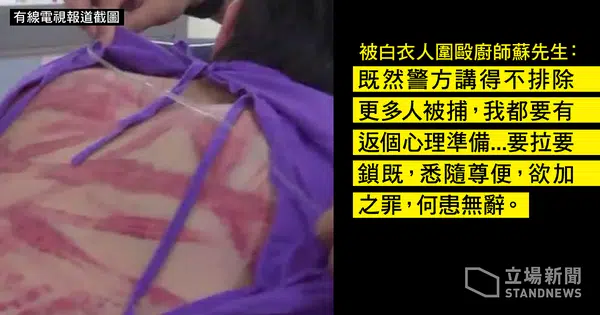 有線電視報道截圖
被白衣人圍毆廚師蘇先生：
既然警方講得不排除
更多人被捕，我都要有
返個心理準備...要拉要
鎖既，悉隨尊便，欲加
之罪，何患無辭。
立場新聞
STANDNEWS